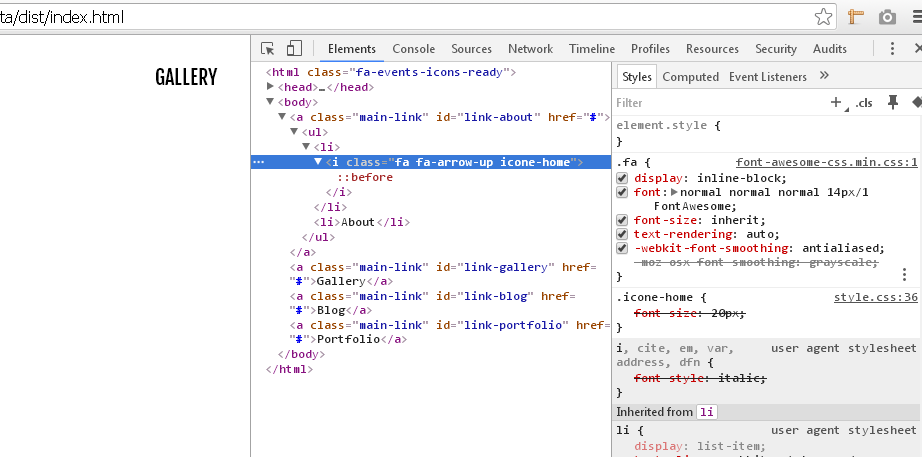 ta/dist/index.html
GALLERY
Elements Console Sources Network Timeline Profiles Resources Security Audits
<html class="fa-events-icons-ready">
<head>…</head>
<body>
<a class="main-link" id="link-about" href="#">
<ul>
<li>
<i class="fa fa-arrow-up icone-home">
::before
</i>
</li>
<li>About</li>
</ul>
</a>
<a class="main-link" id="link-gallery" href=
"#">Gallery</a>
<a class="main-link" id="link-blog" href=
"#">Blog</a>
<a class="main-link" id="link-portfolio" href=
"#">Portfolio</a>
</body>
</html>
Styles Computed Event Listeners »
Filter + .cls
element.style {
}
.fa { font-awesome-css.min.css:1
display: inline-block;
font: normal normal normal 14px/1
FontAwesome;
font-size: inherit;
text-rendering: auto;
-webkit-font-smoothing: antialiased;
-moz-osx-font-smoothing: grayscale;
}
.icone-home { style.css:36
font-size: 20px;
}
i, cite, em, var, user agent stylesheet
address, dfn {
font-style: italic;
}
Inherited from li
li { user agent stylesheet
display: list-item;